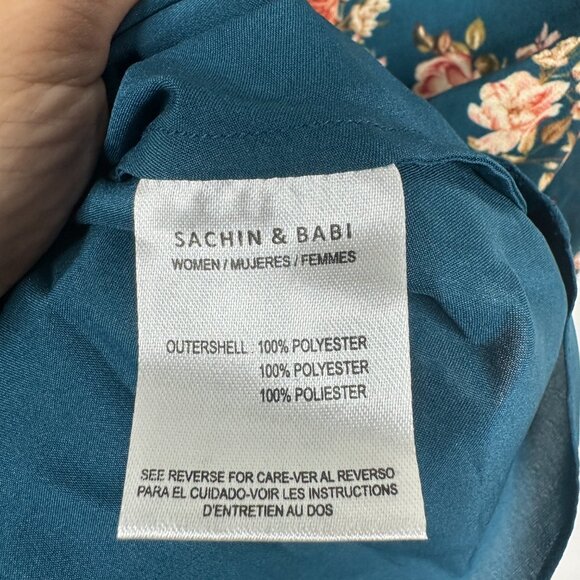 SACHIN & BABI
WOMEN / MUJERES / FEMMES
OUTERSHELL : 100% POLYESTER
100% POLYESTER
100% POLIESTER
SEE REVERSE FOR CARE-VER AL REVERSO
PARA EL CUIDADO-VOIR LES INSTRUCTIONS
D'ENTRETIEN AU DOS